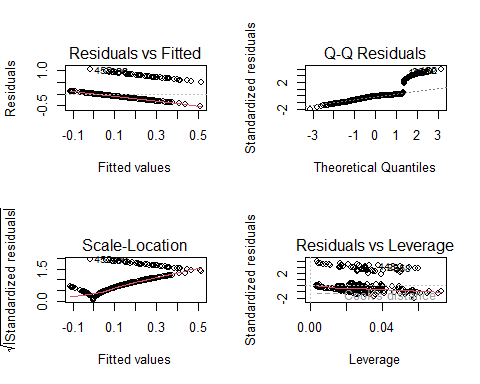 Residuals vs Fitted
Residuals
1.0
-0.5
-0.1 0.1 0.3 0.5
Fitted values
Q-Q Residuals
Standardized residuals
2
-2
-3 -2 -1 0 1 2 3
Theoretical Quantiles
Scale-Location
√|Standardized residuals|
1.5
0.0
-0.1 0.1 0.3 0.5
Fitted values
Residuals vs Leverage
Standardized residuals
2
-2
Cook's distance
0.00 0.04
Leverage